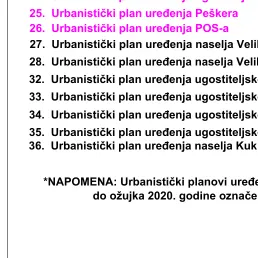 25. Urbanistički plan uređenja Peškera
26. Urbanistički plan uređenja POS-a
27. Urbanistički plan uređenja naselja Veli
28. Urbanistički plan uređenja naselja Veli
32. Urbanistički plan uređenja ugostiteljsk
33. Urbanistički plan uređenja ugostiteljsk
34. Urbanistički plan uređenja ugostiteljsk
35. Urbanistički plan uređenja ugostiteljsk
36. Urbanistički plan uređenja naselja Kuk
*NAPOMENA: Urbanistički planovi uređe
do ožujka 2020. godine označe